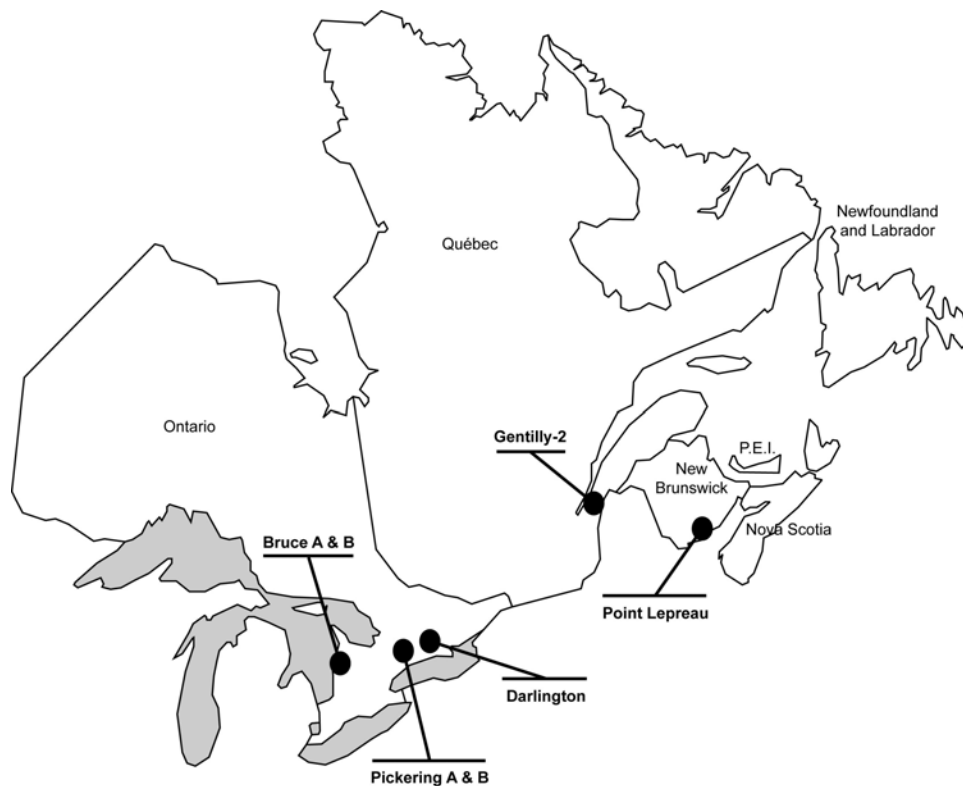 Newfoundland
and Labrador
Québec
Ontario
Gentilly-2
P.E.I.
New
Brunswick
Nova Scotia
Bruce A & B
Point Lepreau
Darlington
Pickering A & B